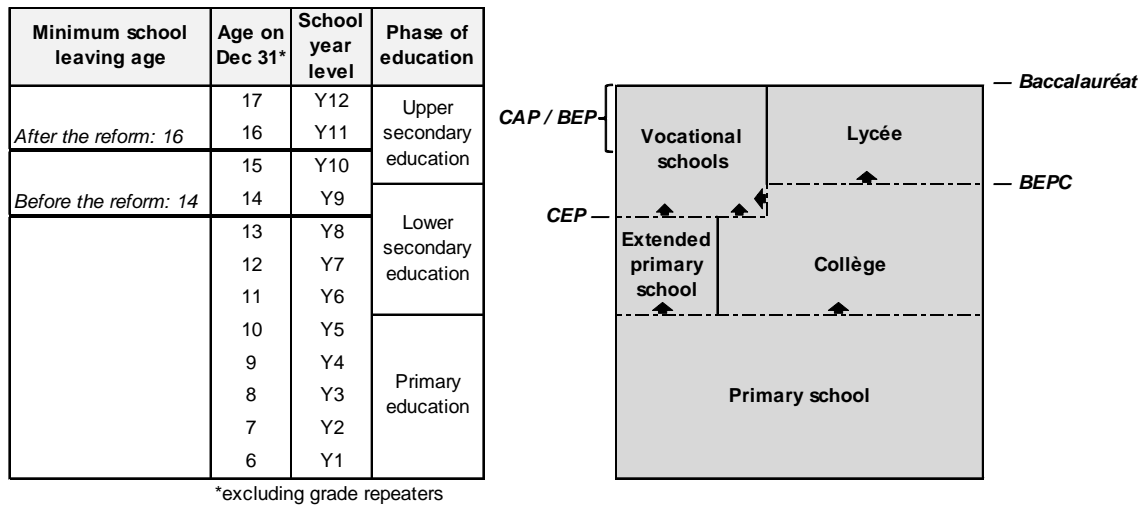 Minimum school leaving age
Age on Dec 31*
School year level
Phase of education
17 Y12
After the reform: 16 16 Y11
15 Y10
Upper secondary education
Before the reform: 14 14 Y9
13 Y8
12 Y7
11 Y6
Lower secondary education
10 Y5
9 Y4
8 Y3
7 Y2
6 Y1
Primary education
*excluding grade repeaters
Baccalauréat
CAP / BEP
Vocational schools
Lycée
BEPC
CEP
Extended primary school
Collège
Primary school